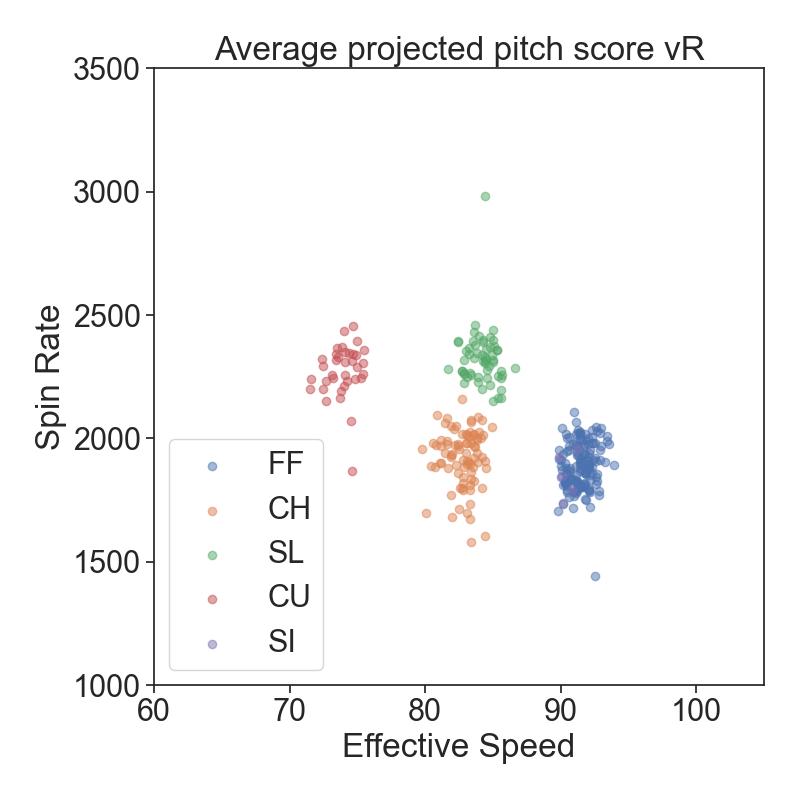 Average projected pitch score vR
3500
3000
2500
2000
1500
1000
Spin Rate
FF
CH
SL
CU
SI
60
70
80
90
100
Effective Speed